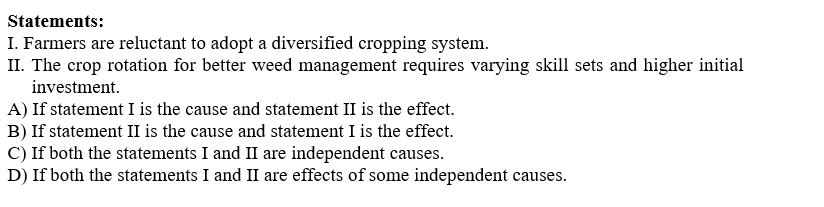 Statements:
I. Farmers are reluctant to adopt a diversified cropping system.
II. The crop rotation for better weed management requires varying skill sets and higher initial
investment.
A) If statement I is the cause and statement II is the effect.
B) If statement II is the cause and statement I is the effect.
C) If both the statements I and II are independent causes.
D) If both the statements I and II are effects of some independent causes.